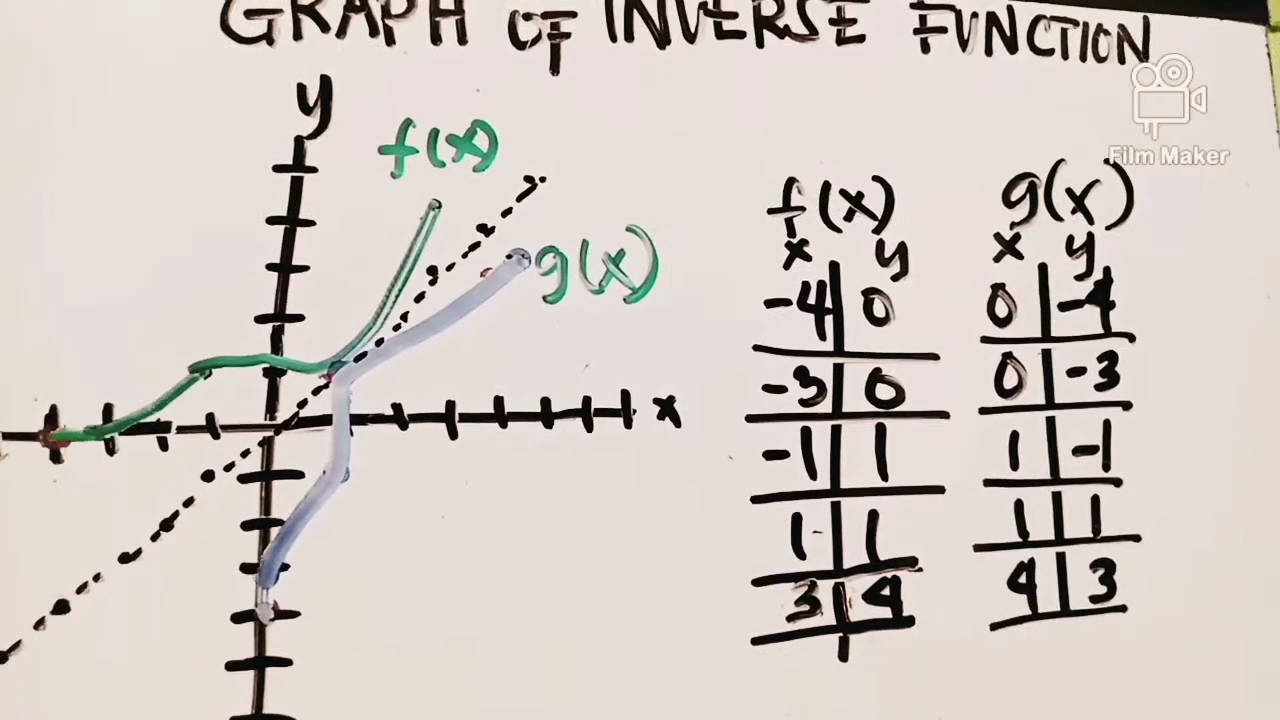 GRAPH OF INVERSE FUNCTION
y
Film Maker
f(x)
g(x)
x
f(x) g(x)
x y x y
-4 0 0 -4
-3 0 0 -3
-1 1 1 -1
1 1 1 1
3 4 4 3